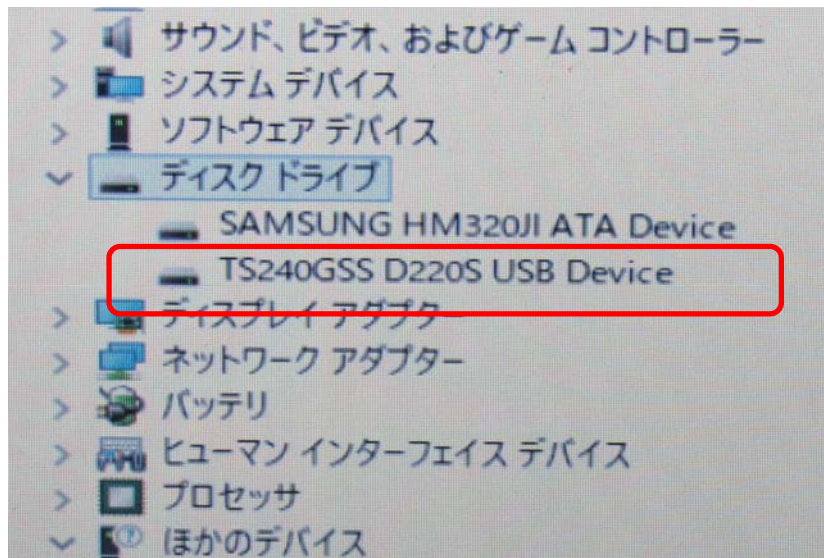 サウンド、ビデオ、およびゲーム コントローラー
システム デバイス
ソフトウェア デバイス
ディスク ドライブ
SAMSUNG HM320JI ATA Device
TS240GSS D220S USB Device
ディスプレイ アダプター
ネットワーク アダプター
バッテリ
ヒューマン インターフェイス デバイス
プロセッサ
ほかのデバイス